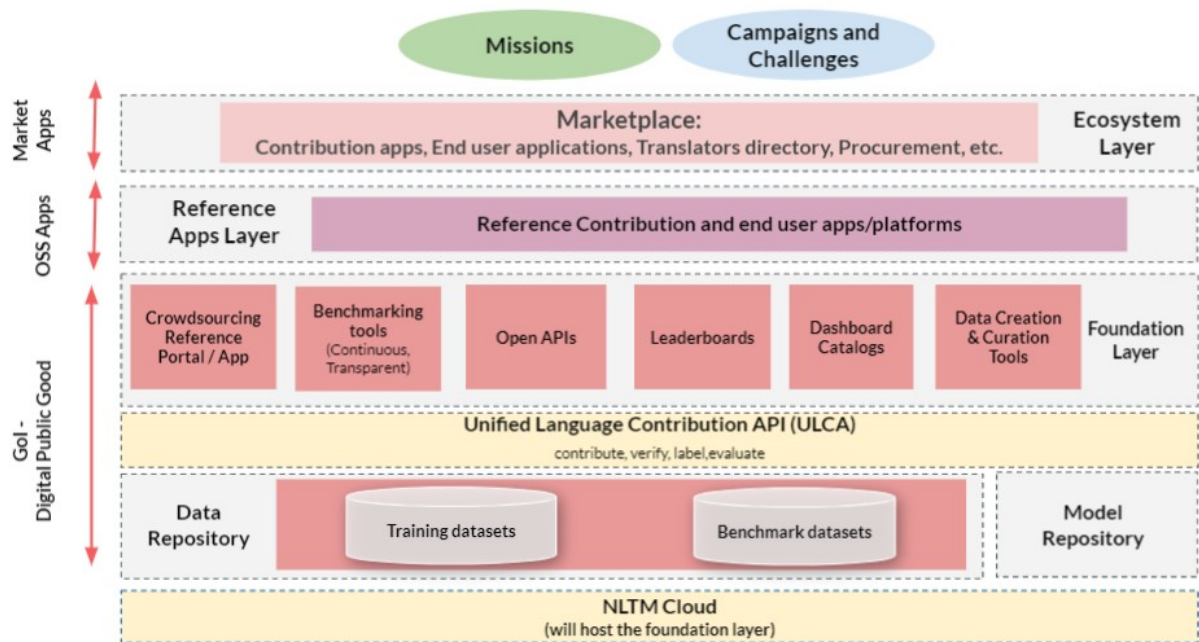 Missions
Campaigns and
Challenges
Market
Apps
Marketplace:
Contribution apps, End user applications, Translators directory, Procurement, etc.
Ecosystem
Layer
OSS Apps
Reference
Apps Layer
Reference Contribution and end user apps/platforms
GoI -
Digital Public Good
Crowdsourcing
Reference
Portal / App
Benchmarking
tools
(Continuous,
Transparent)
Open APIs
Leaderboards
Dashboard
Catalogs
Data Creation
& Curation
Tools
Foundation
Layer
Unified Language Contribution API (ULCA)
contribute, verify, label,evaluate
Data
Repository
Training datasets
Benchmark datasets
Model
Repository
NLTM Cloud
(will host the foundation layer)